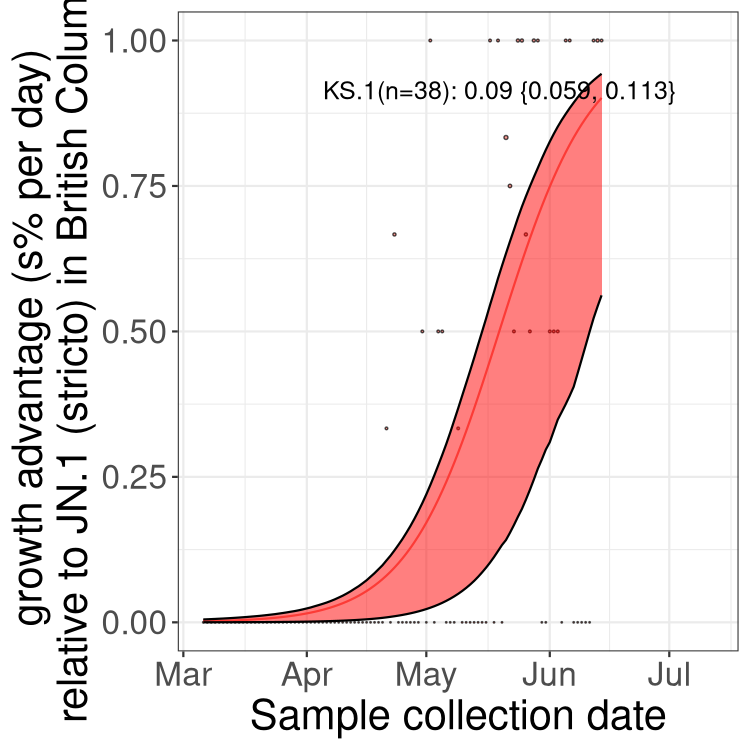 growth advantage (s% per day)
relative to JN.1 (stricto) in British Colum
1.00
0.75
0.50
0.25
0.00
KS.1(n=38): 0.09 {0.059, 0.113}
Mar Apr May Jun Jul
Sample collection date